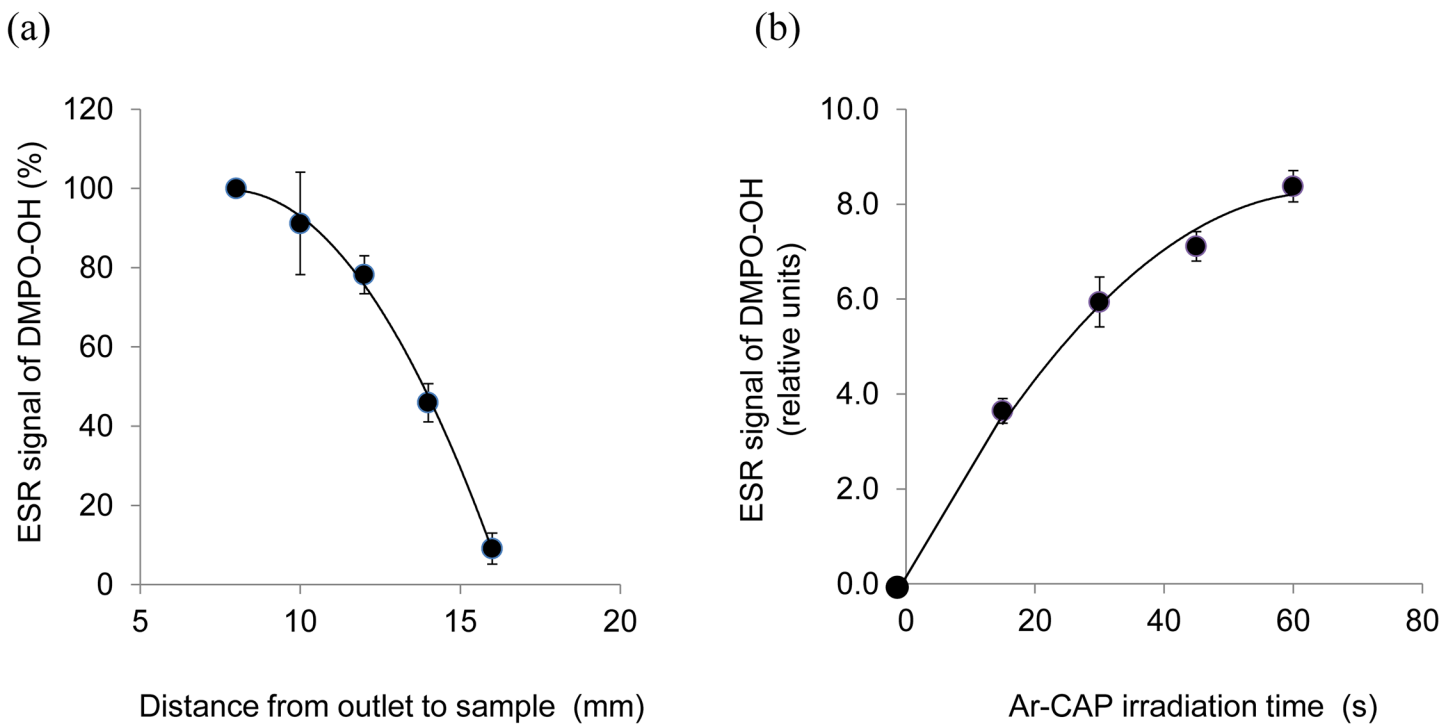 (a)
ESR signal of DMPO-OH (%)
120
100
80
60
40
20
0
5 10 15 20
Distance from outlet to sample (mm)
(b)
ESR signal of DMPO-OH
(relative units)
10.0
8.0
6.0
4.0
2.0
0.0
0 20 40 60 80
Ar-CAP irradiation time (s)